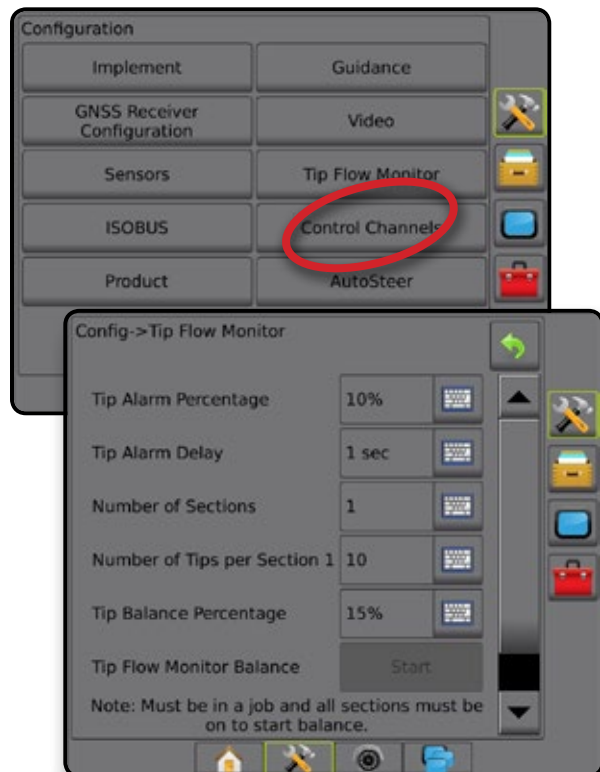 Configuration
Implement
Guidance
GNSS Receiver
Configuration
Video
Sensors
Tip Flow Monitor
ISOBUS
Control Channels
Product
AutoSteer
Config->Tip Flow Monitor
Tip Alarm Percentage 10%
Tip Alarm Delay 1 sec
Number of Sections 1
Number of Tips per Section 1 10
Tip Balance Percentage 15%
Tip Flow Monitor Balance Start
Note: Must be in a job and all sections must be
on to start balance.